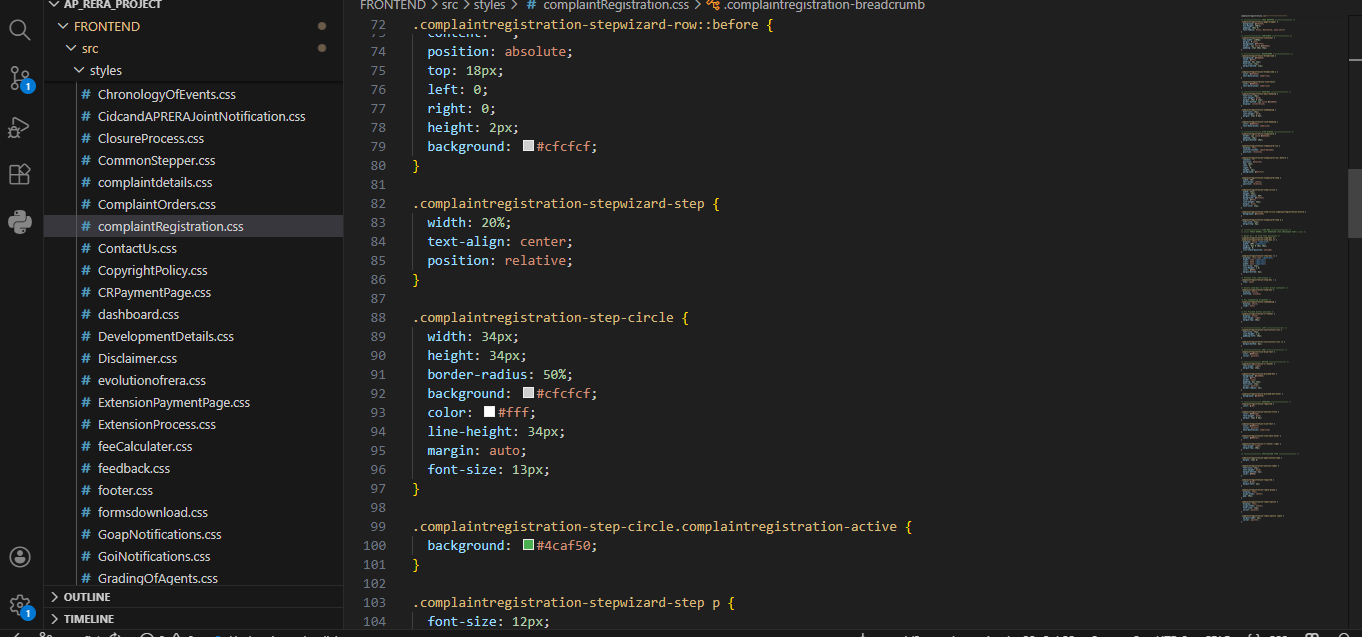 AP_RERA_PROJECT
FRONTEND
src
styles
# ChronologyOfEvents.css
# CidcandAPRERAJointNotification.css
# ClosureProcess.css
# CommonStepper.css
# complaintdetails.css
# ComplaintOrders.css
# complaintRegistration.css
# ContactUs.css
# CopyrightPolicy.css
# CRPaymentPage.css
# dashboard.css
# DevelopmentDetails.css
# Disclaimer.css
# evolutionofrera.css
# ExtensionPaymentPage.css
# ExtensionProcess.css
# feeCalculater.css
# feedback.css
# footer.css
# formsdownload.css
# GoapNotifications.css
# GoiNotifications.css
# GradingOfAgents.css
OUTLINE
TIMELINE
1
1
FRONTEND > src > styles > # complaintRegistration.css > .complaintregistration-breadcrumb
72 .complaintregistration-stepwizard-row::before {
74 position: absolute;
75 top: 18px;
76 left: 0;
77 right: 0;
78 height: 2px;
79 background: #cfcfcf;
80 }
81
82 .complaintregistration-stepwizard-step {
83 width: 20%;
84 text-align: center;
85 position: relative;
86 }
87
88 .complaintregistration-step-circle {
89 width: 34px;
90 height: 34px;
91 border-radius: 50%;
92 background: #cfcfcf;
93 color: #fff;
94 line-height: 34px;
95 margin: auto;
96 font-size: 13px;
97 }
98
99 .complaintregistration-step-circle.complaintregistration-active {
100 background: #4caf50;
101 }
102
103 .complaintregistration-stepwizard-step p {
104 font-size: 12px;